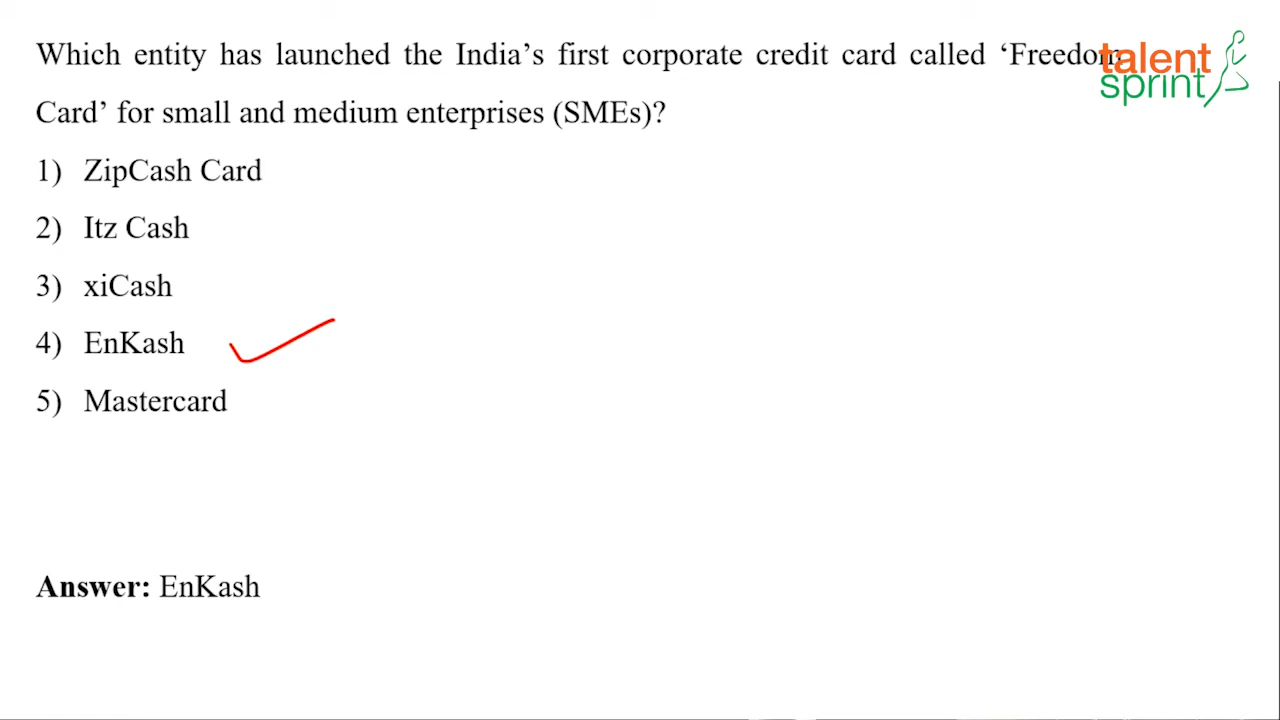 Which entity has launched the India's first corporate credit card called 'Freedom
Card' for small and medium enterprises (SMEs)?
1) ZipCash Card
2) Itz Cash
3) xiCash
4) EnKash
5) Mastercard
Answer: EnKash
talent
sprint